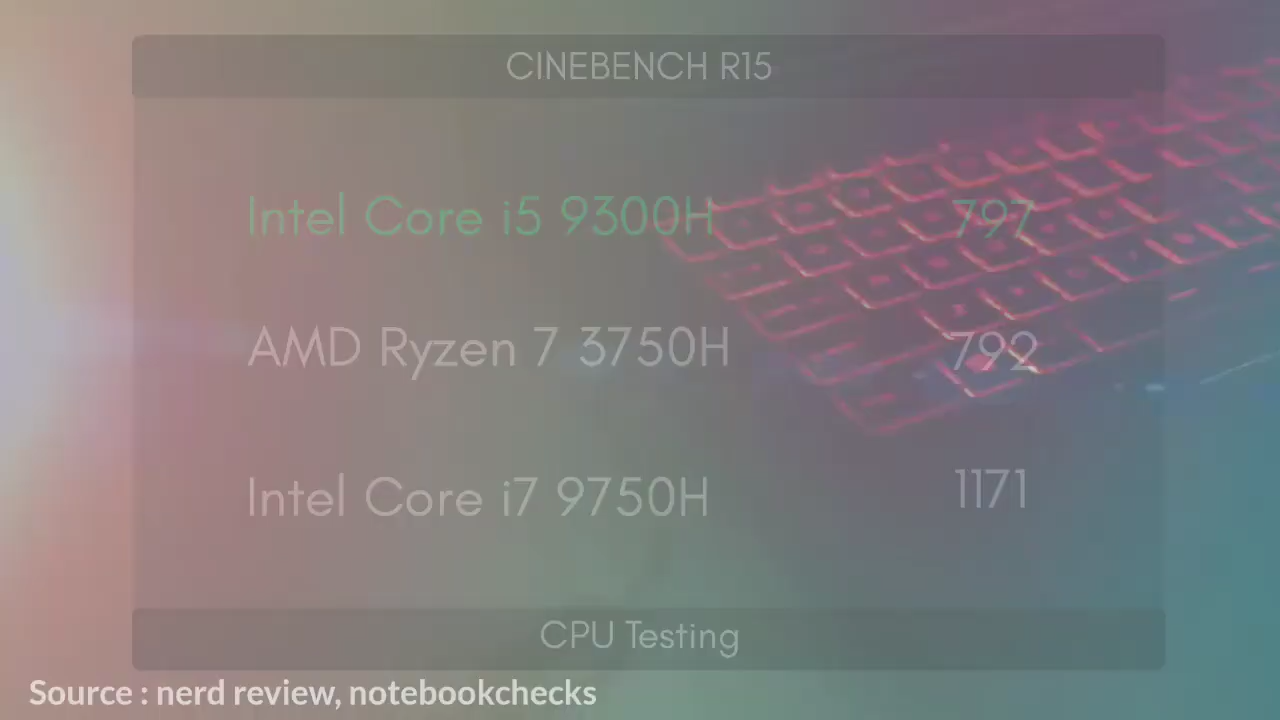 CINEBENCH R15
Intel Core i5 9300H 797
AMD Ryzen 7 3750H 792
Intel Core i7 9750H 1171
CPU Testing
Source : nerd review, notebookchecks